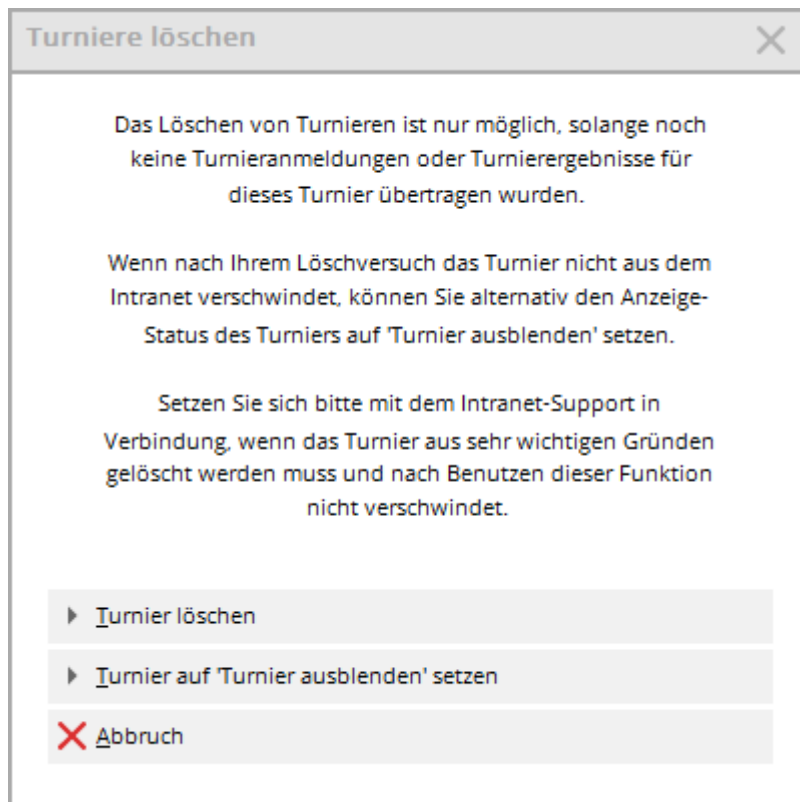 Turniere löschen
Das Löschen von Turnieren ist nur möglich, solange noch
keine Turnieranmeldungen oder Turnierergebnisse für
dieses Turnier übertragen wurden.
Wenn nach Ihrem Löschversuch das Turnier nicht aus dem
Intranet verschwindet, können Sie alternativ den Anzeige-
Status des Turniers auf 'Turnier ausblenden' setzen.
Setzen Sie sich bitte mit dem Intranet-Support in
Verbindung, wenn das Turnier aus sehr wichtigen Gründen
gelöscht werden muss und nach Benutzen dieser Funktion
nicht verschwindet.
Turnier löschen
Turnier auf 'Turnier ausblenden' setzen
Abbruch